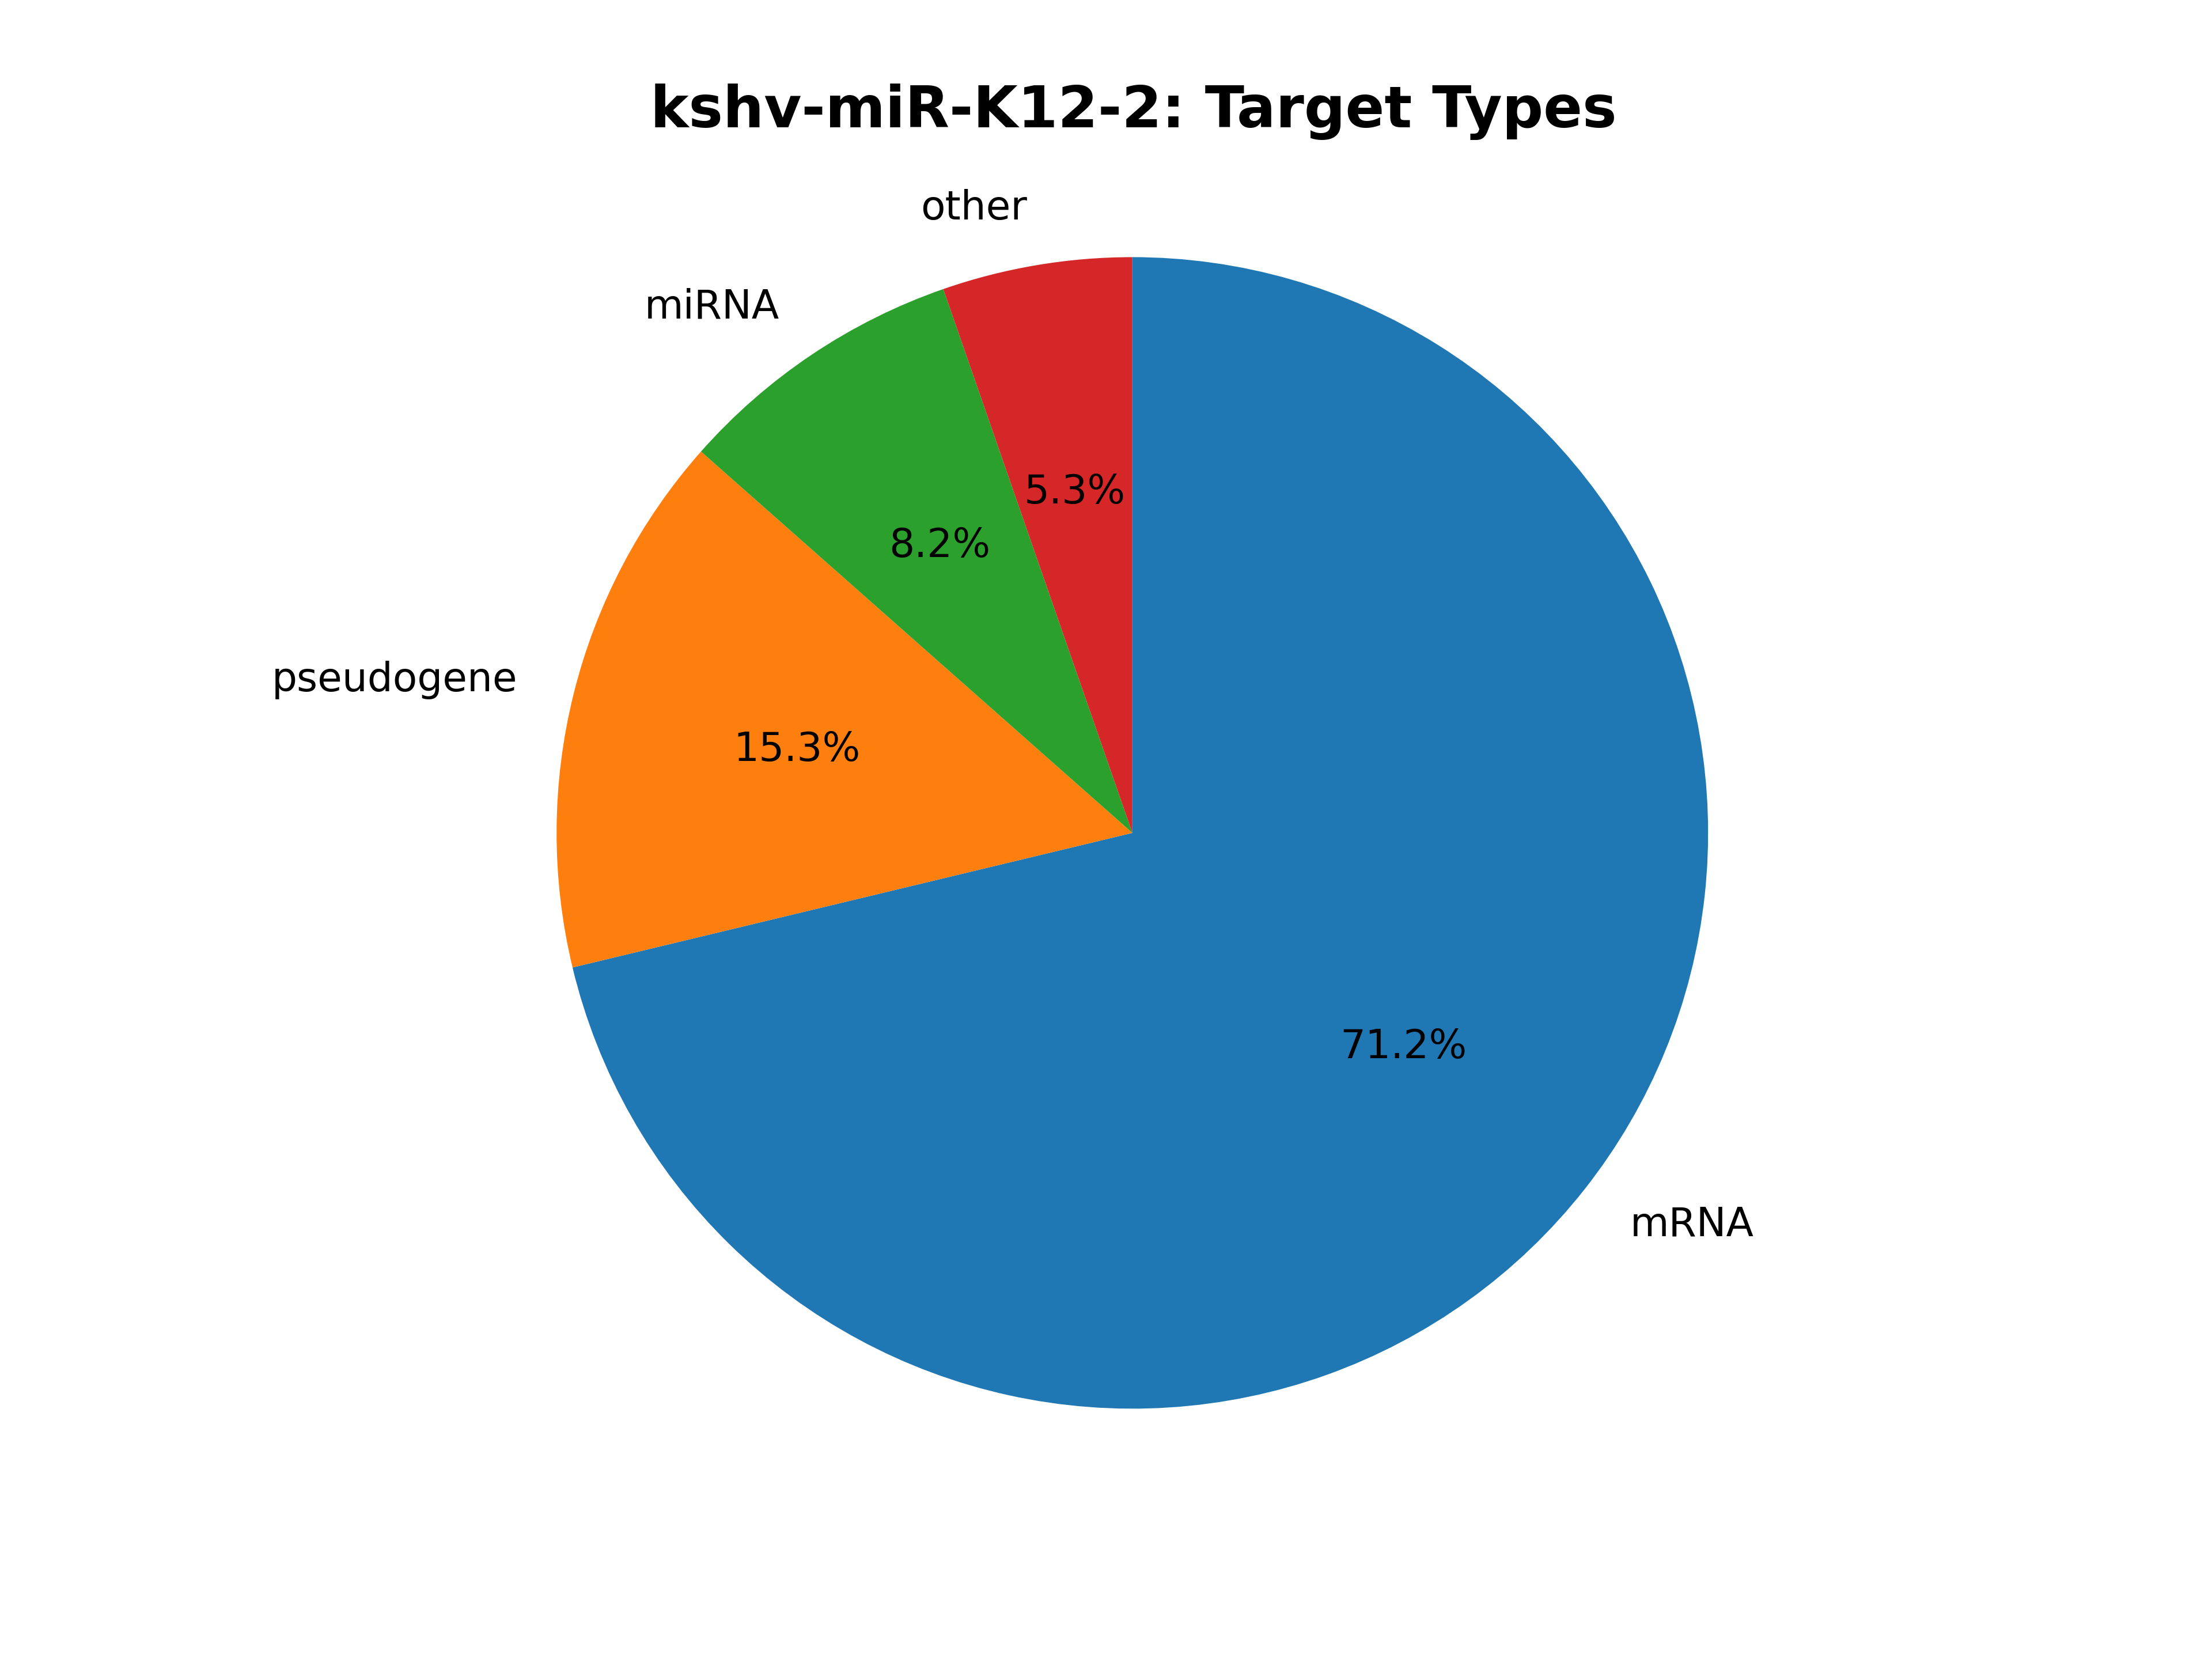 kshv-miR-K12-2: Target Types
other
miRNA
5.3%
8.2%
pseudogene
15.3%
71.2%
mRNA